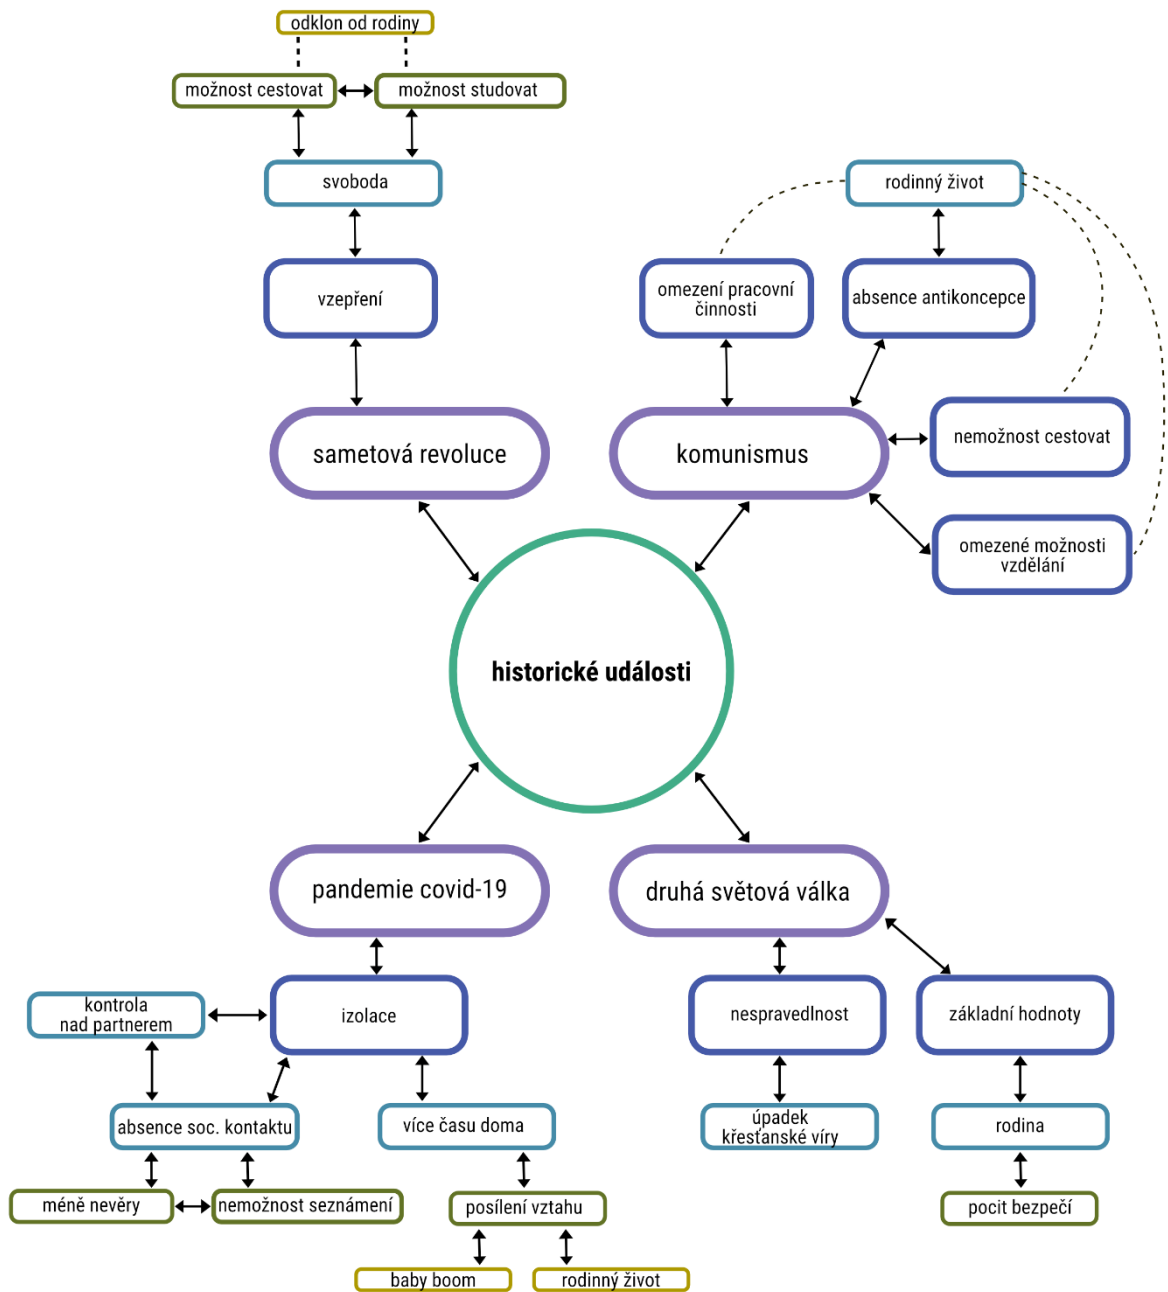 odklon od rodiny
možnost cestovat
možnost studovat
svoboda
vzepření
sametová revoluce
rodinný život
omezení pracovní
činnosti
absence antikoncepce
komunismus
nemožnost cestovat
omezené možnosti
vzdělání
historické události
pandemie covid-19
izolace
kontrola
nad partnerem
absence soc. kontaktu
více času doma
méně nevěry
nemožnost seznámení
posílení vztahu
baby boom
rodinný život
druhá světová válka
nespravedlnost
základní hodnoty
úpadek
křesťanské víry
rodina
pocit bezpečí